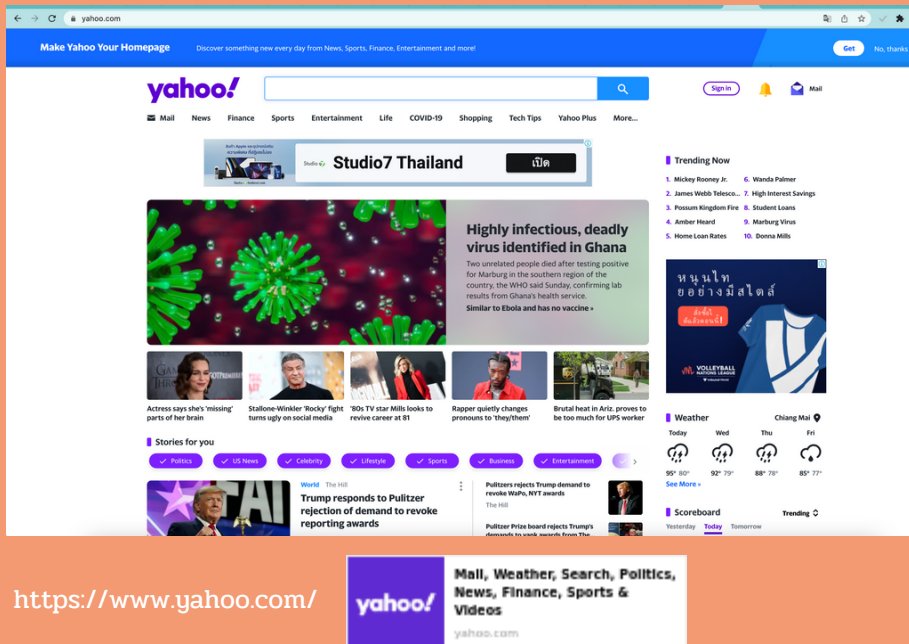 yahoo.com
Make Yahoo Your Homepage
Discover something new every day from News, Sports, Finance, Entertainment and more!
Get
No, thanks
yahoo!
Sign in
Mail
Mail
News
Finance
Sports
Entertainment
Life
COVID-19
Shopping
Tech Tips
Yahoo Plus
More...
Studio7 Thailand
เปิด
Highly infectious, deadly
virus identified in Ghana
Two unrelated people died after testing positive
for Marburg in the southern region of the
country, the WHO said Sunday, confirming lab
results from Ghana's health service.
Similar to Ebola and has no vaccine »
Actress says she's 'missing'
parts of her brain
Stallone-Winkler 'Rocky' fight
turns ugly on social media
'80s TV star Mills looks to
revive career at 81
Rapper quietly changes
pronouns to 'they/them'
Brutal heat in Ariz. proves to
be too much for UPS worker
Stories for you
Politics
US News
Celebrity
Lifestyle
Sports
Business
Entertainment
World The Hill
Trump responds to Pulitzer
rejection of demand to revoke
reporting awards
Pulitzers rejects Trump demand to
revoke WaPo, NYT awards
The Hill
Pulitzer Prize board rejects Trump's
demands to yank awards from The
Trending Now
1. Mickey Rooney Jr.
2. James Webb Telesco...
3. Possum Kingdom Fire
4. Amber Heard
5. Home Loan Rates
6. Wanda Palmer
7. High Interest Savings
8. Student Loans
9. Marburg Virus
10. Donna Mills
หนุนไท
ยอย่างมีสไตล์
VOLLEYBALL
NATIONS LEAGUE
Weather
Chiang Mai
Today
Wed
Thu
Fri
95° 80°
92° 79°
88° 78°
85° 77°
See More »
Scoreboard
Trending
Yesterday
Today
Tomorrow
https://www.yahoo.com/
yahoo!
Mail, Weather, Search, Politics,
News, Finance, Sports &
Videos
yahoo.com